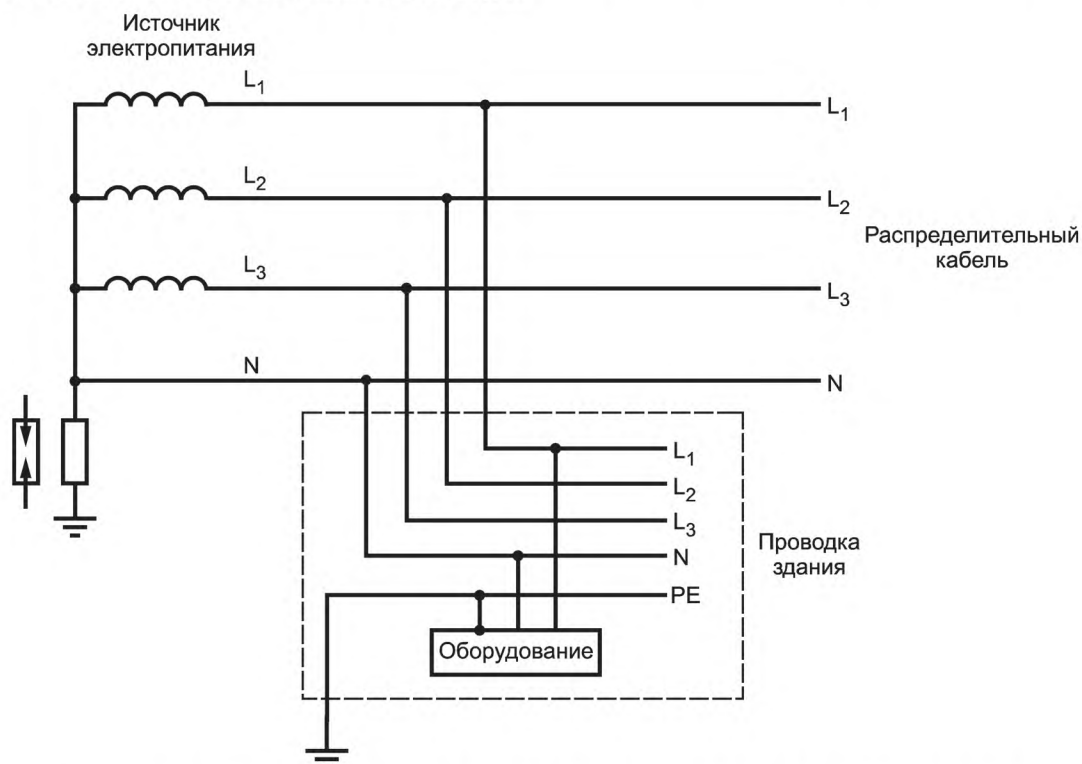 Источник
электропитания
L1
L1
L2
L2
Распределительный
кабель
L3
L3
N
N
L1
L2
L3
Проводка
здания
N
PE
Оборудование